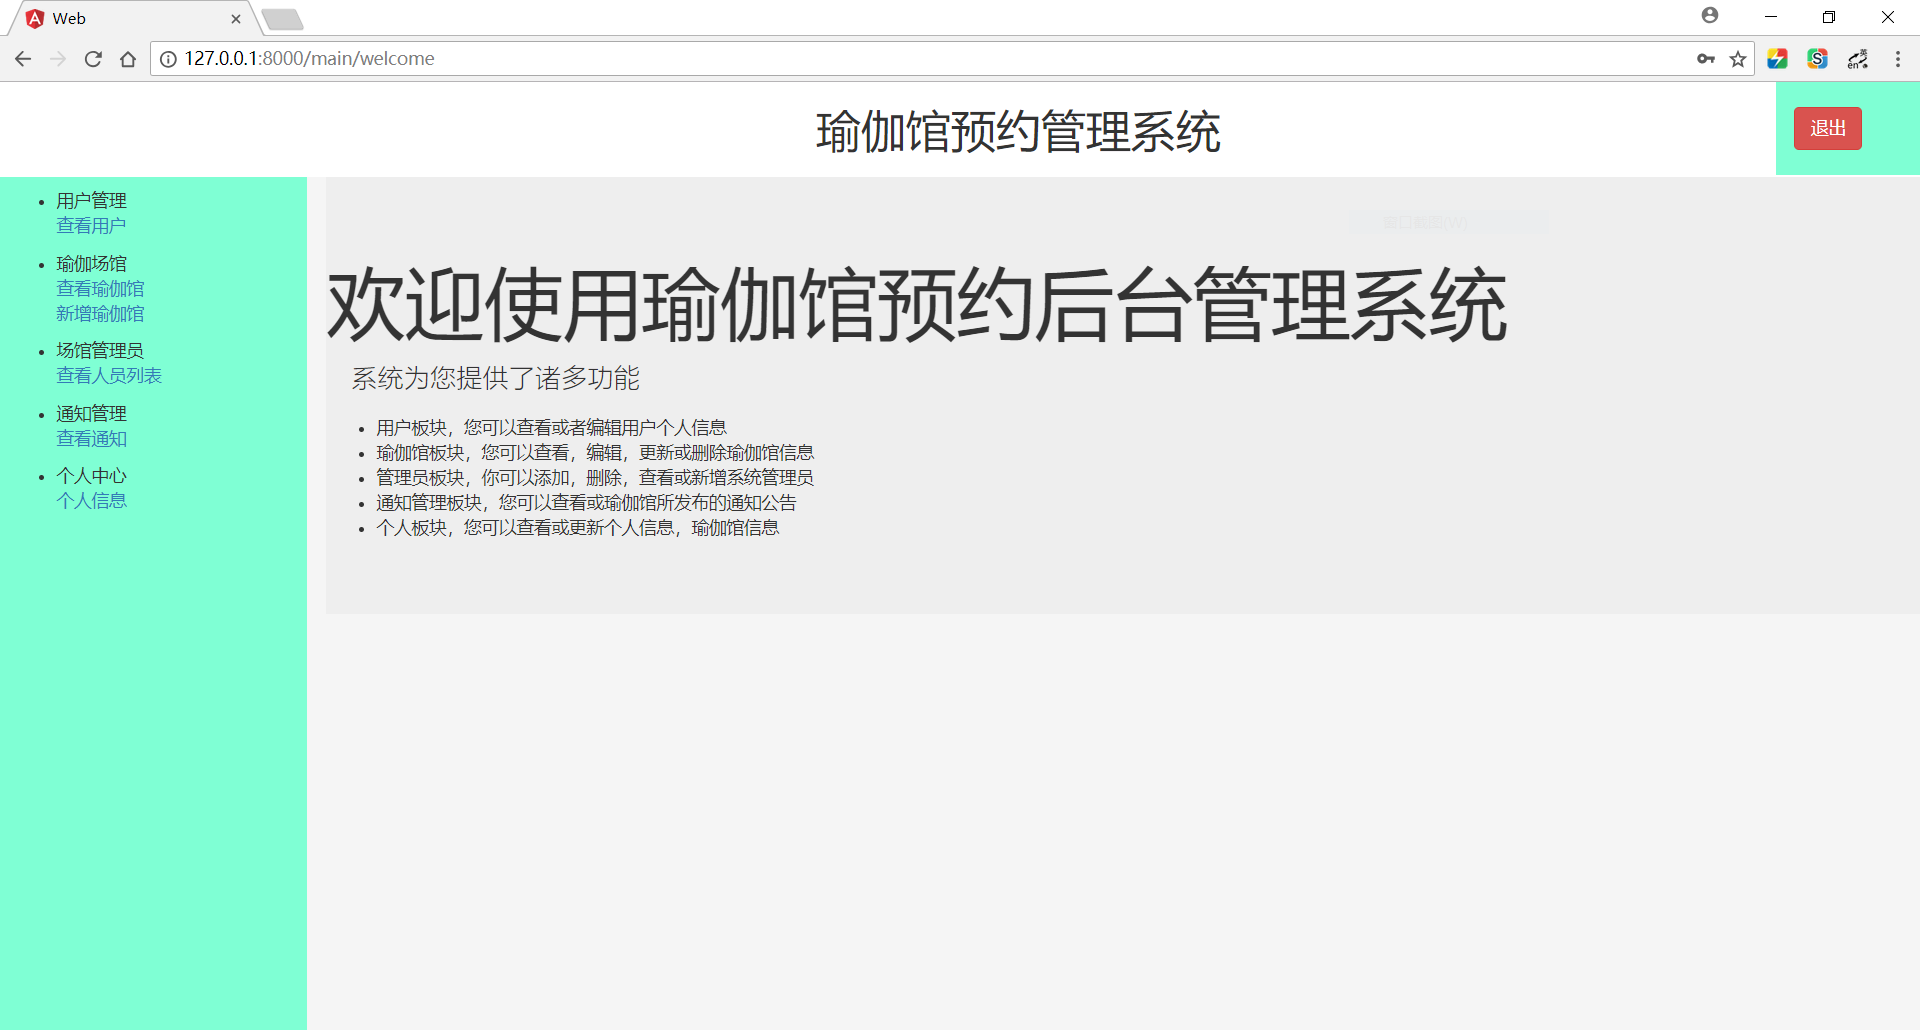 Web
127.0.0.1:8000/main/welcome
瑜伽馆预约管理系统
退出
用户管理
查看用户
瑜伽场馆
查看瑜伽馆
新增瑜伽馆
场馆管理员
查看人员列表
通知管理
查看通知
个人中心
个人信息
欢迎使用瑜伽馆预约后台管理系统
系统为您提供了诸多功能
用户板块，您可以查看或者编辑用户个人信息
瑜伽馆板块，您可以查看，编辑，更新或删除瑜伽馆信息
管理员板块，你可以添加，删除，查看或新增系统管理员
通知管理板块，您可以查看或瑜伽馆所发布的通知公告
个人板块，您可以查看或更新个人信息，瑜伽馆信息